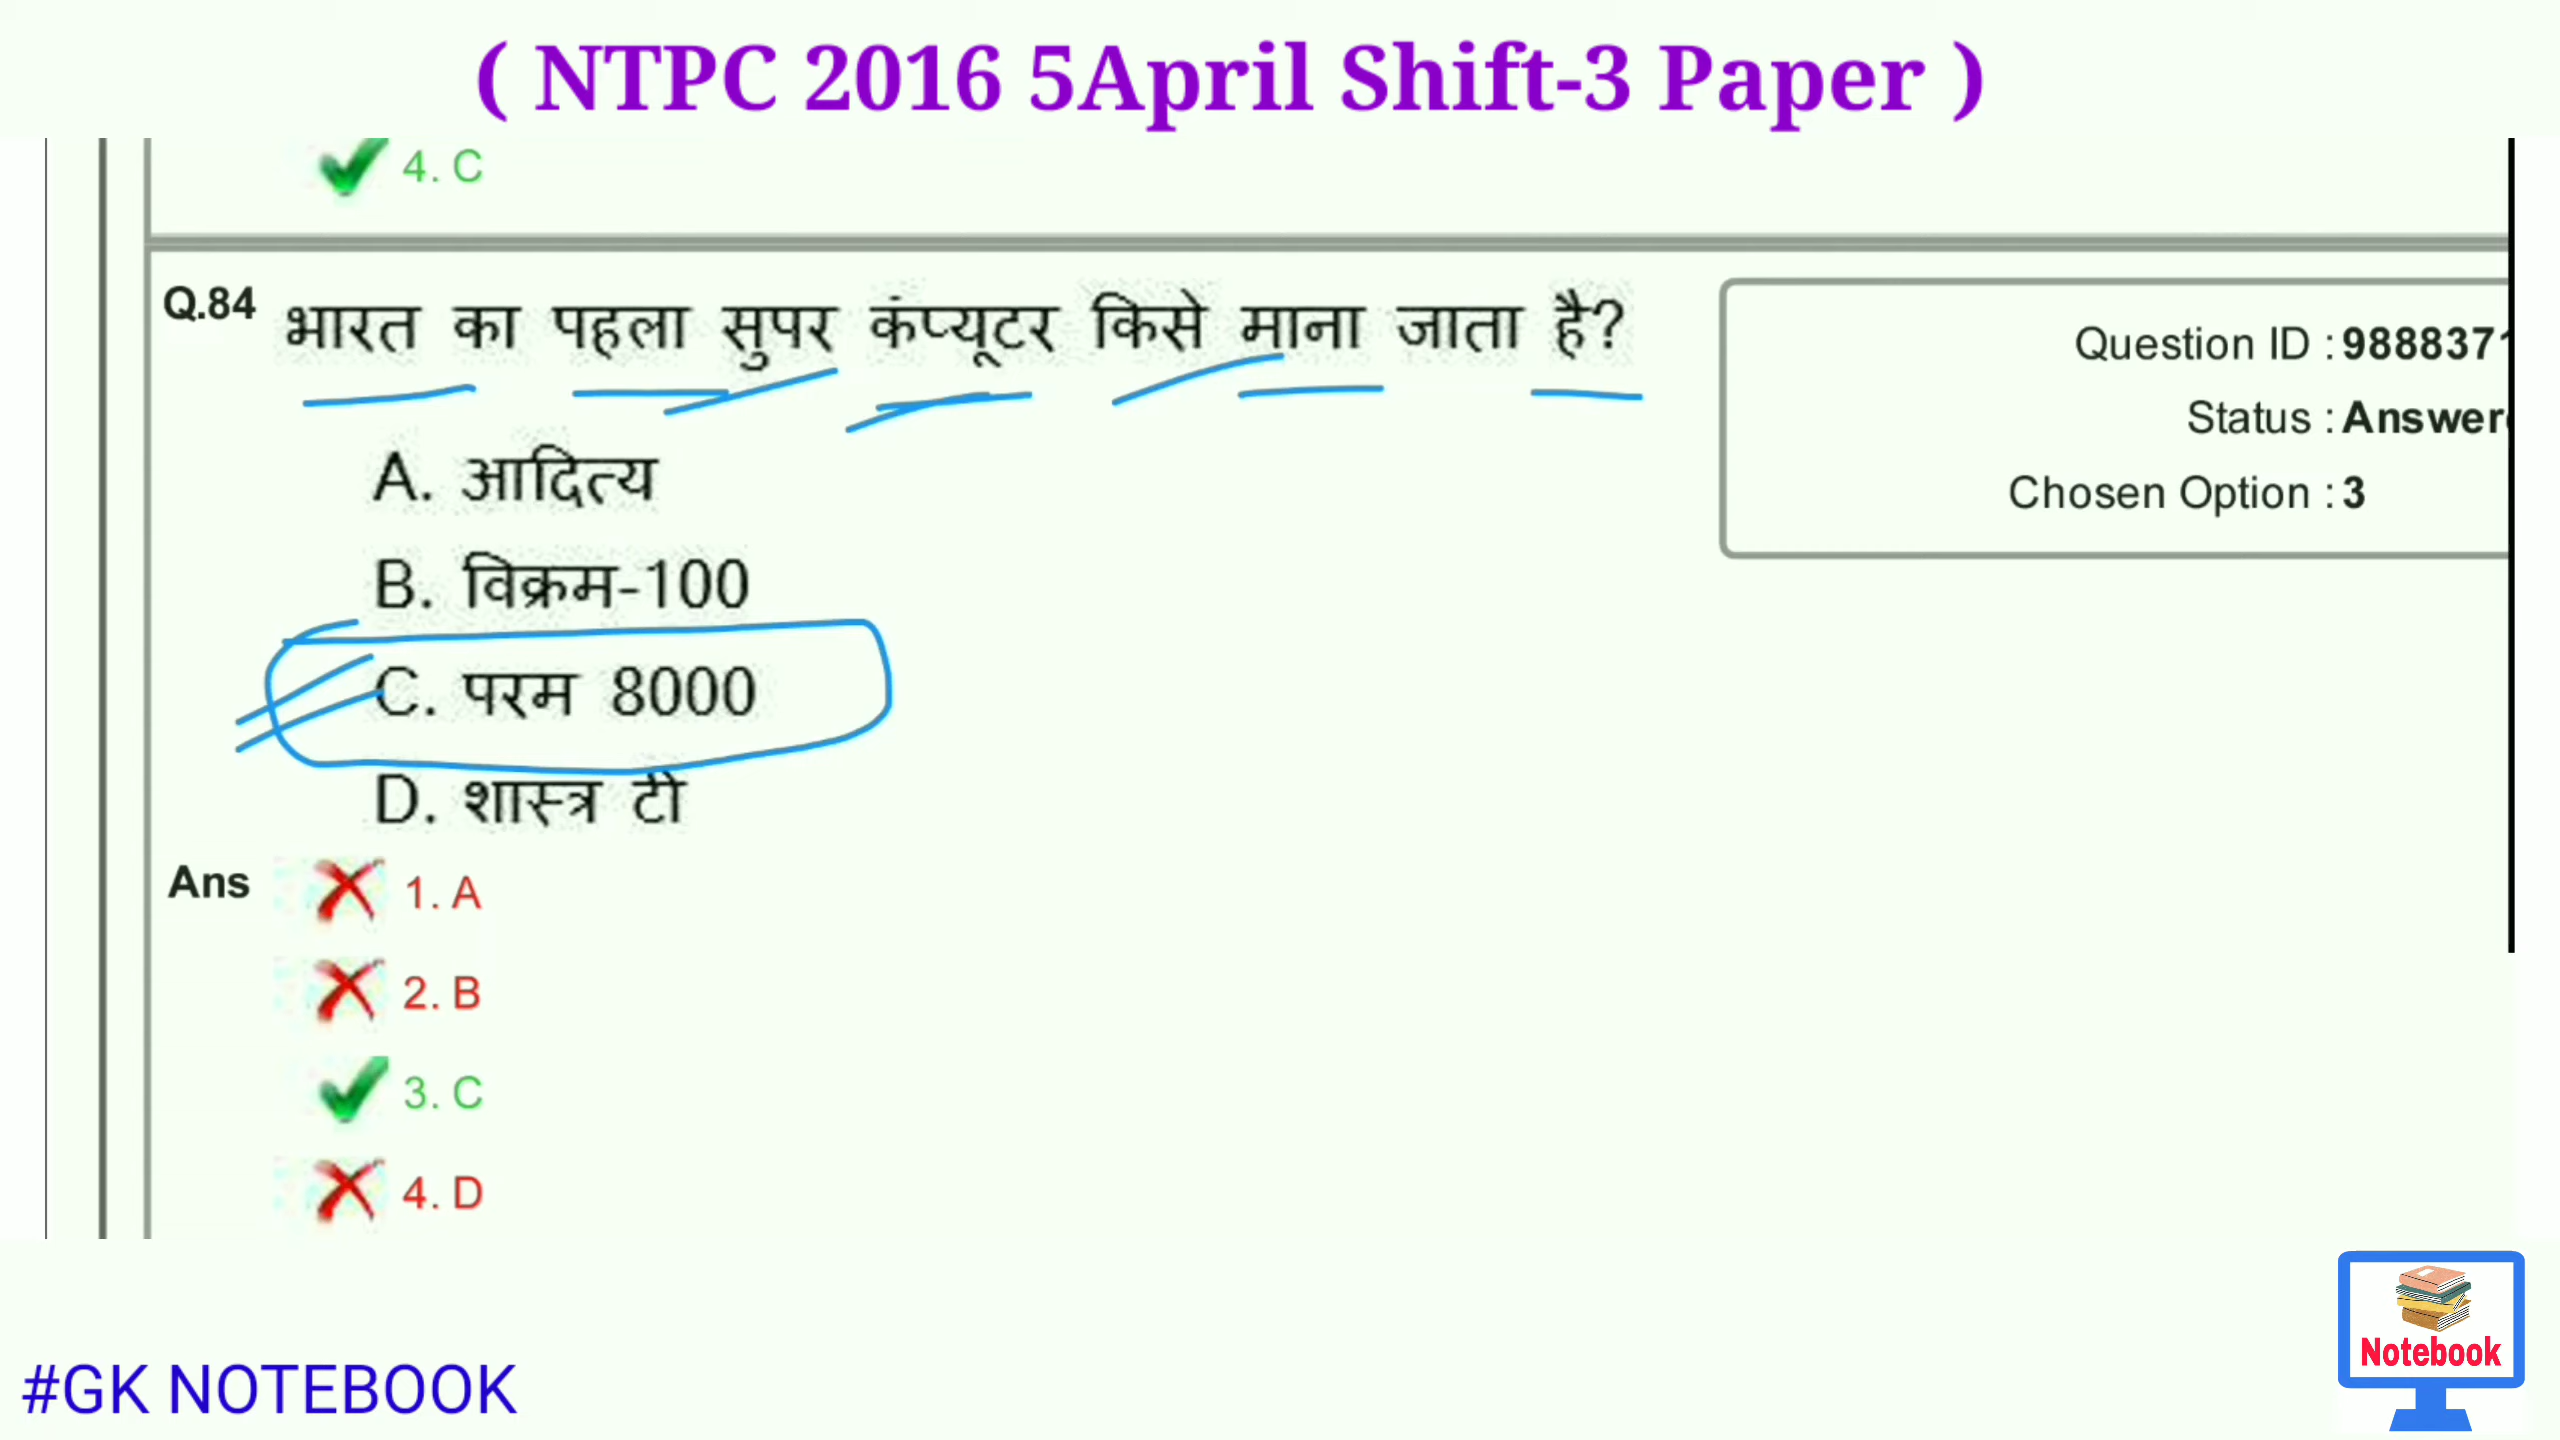 ( NTPC 2016 5April Shift-3 Paper )
4. C
Q.84 भारत का पहला सुपर कंप्यूटर किसे माना जाता है?
Question ID : 9888371
Status : Answer
Chosen Option : 3
A. आदित्य
B. विक्रम-100
C. परम 8000
D. शास्त्र टी
Ans
1. A
2. B
3. C
4. D
#GK NOTEBOOK
Notebook